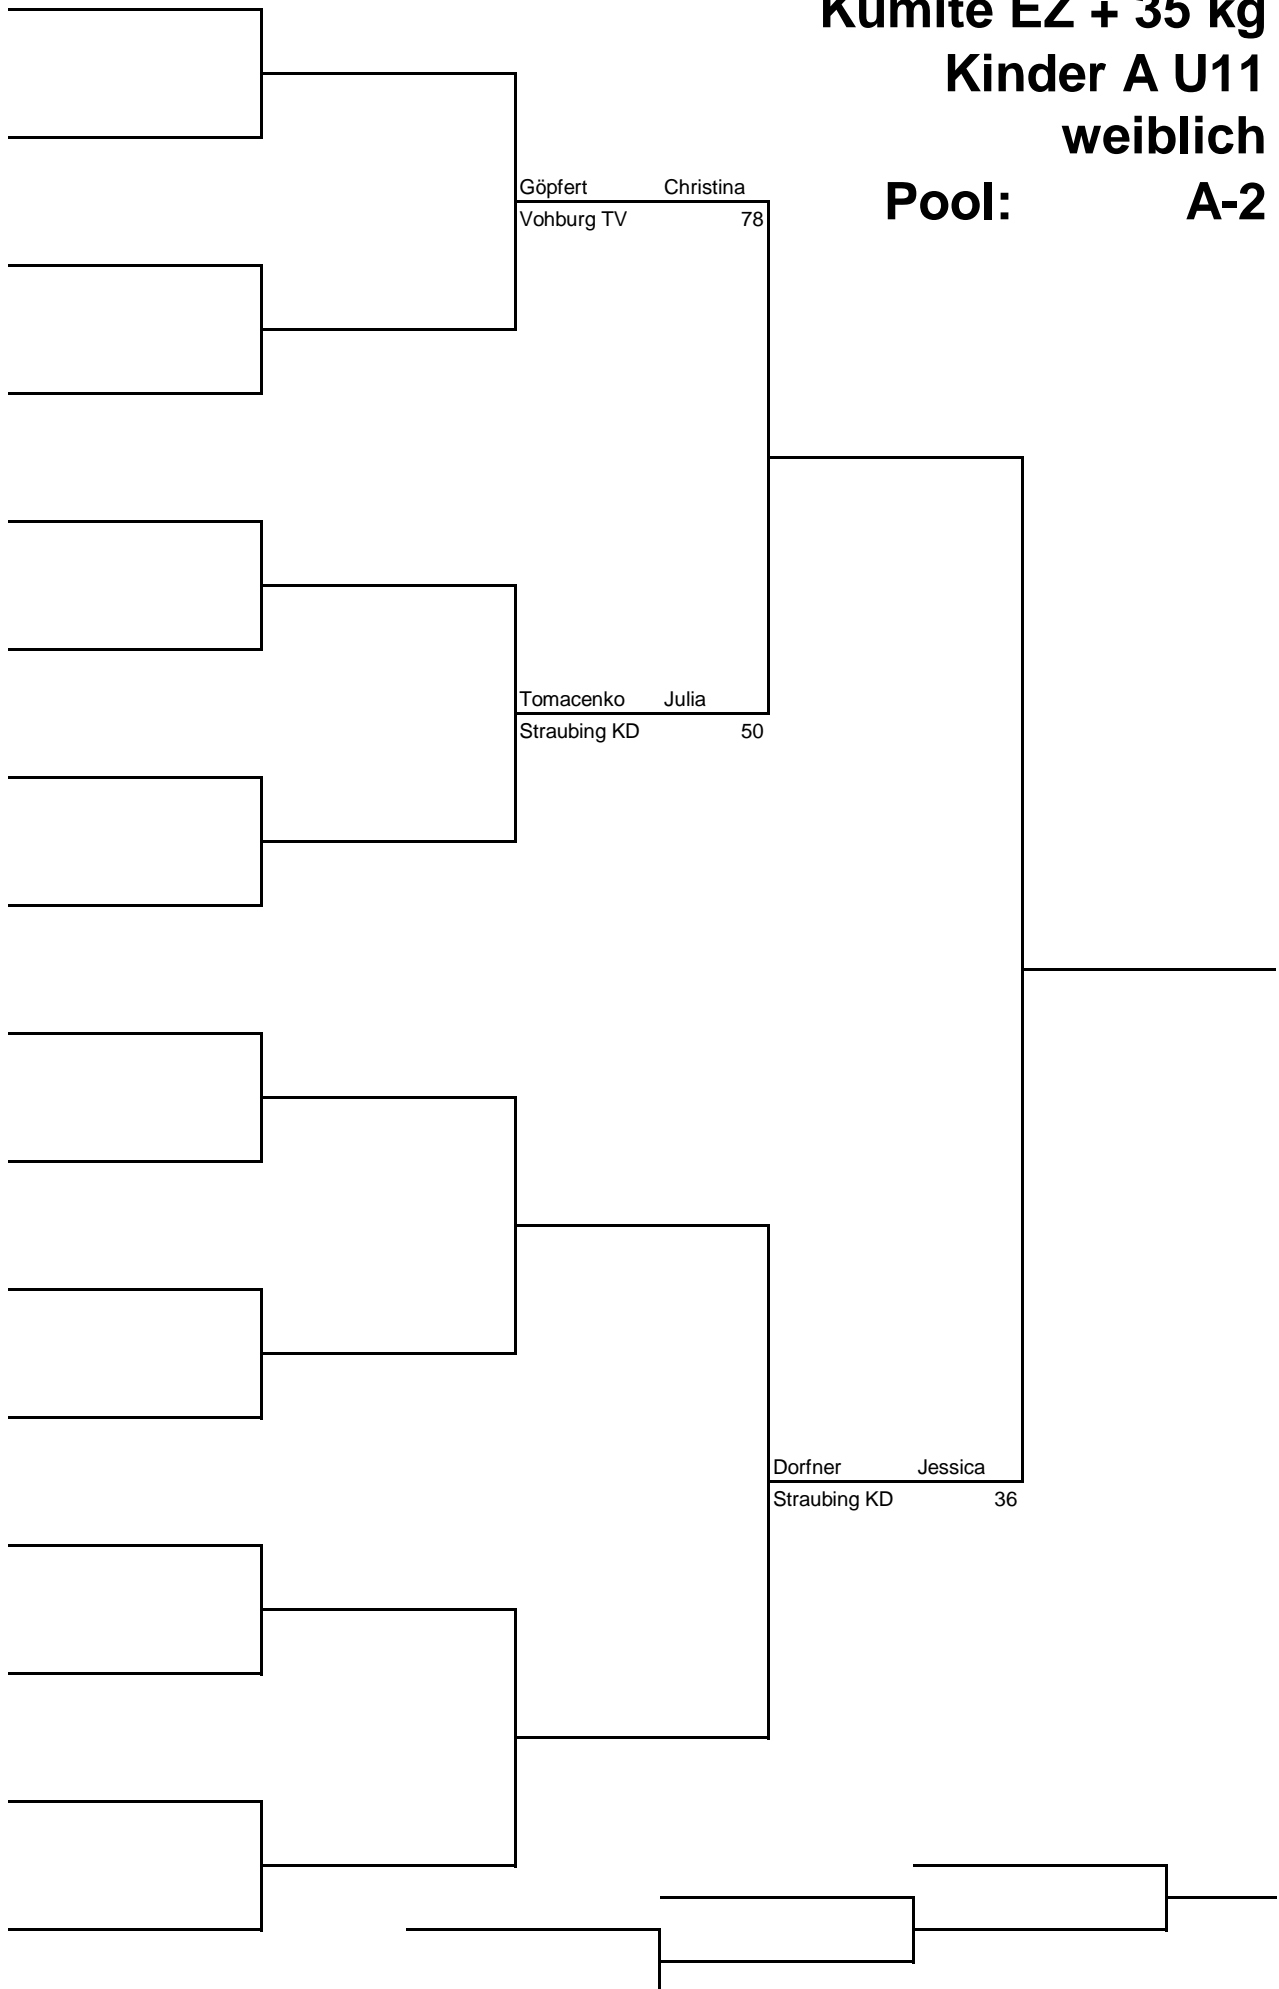 Kumite EZ + 35 kg
Kinder A U11
weiblich
Pool: A-2
Göpfert Christina
Vohburg TV 78
Tomacenko Julia
Straubing KD 50
Dorfner Jessica
Straubing KD 36